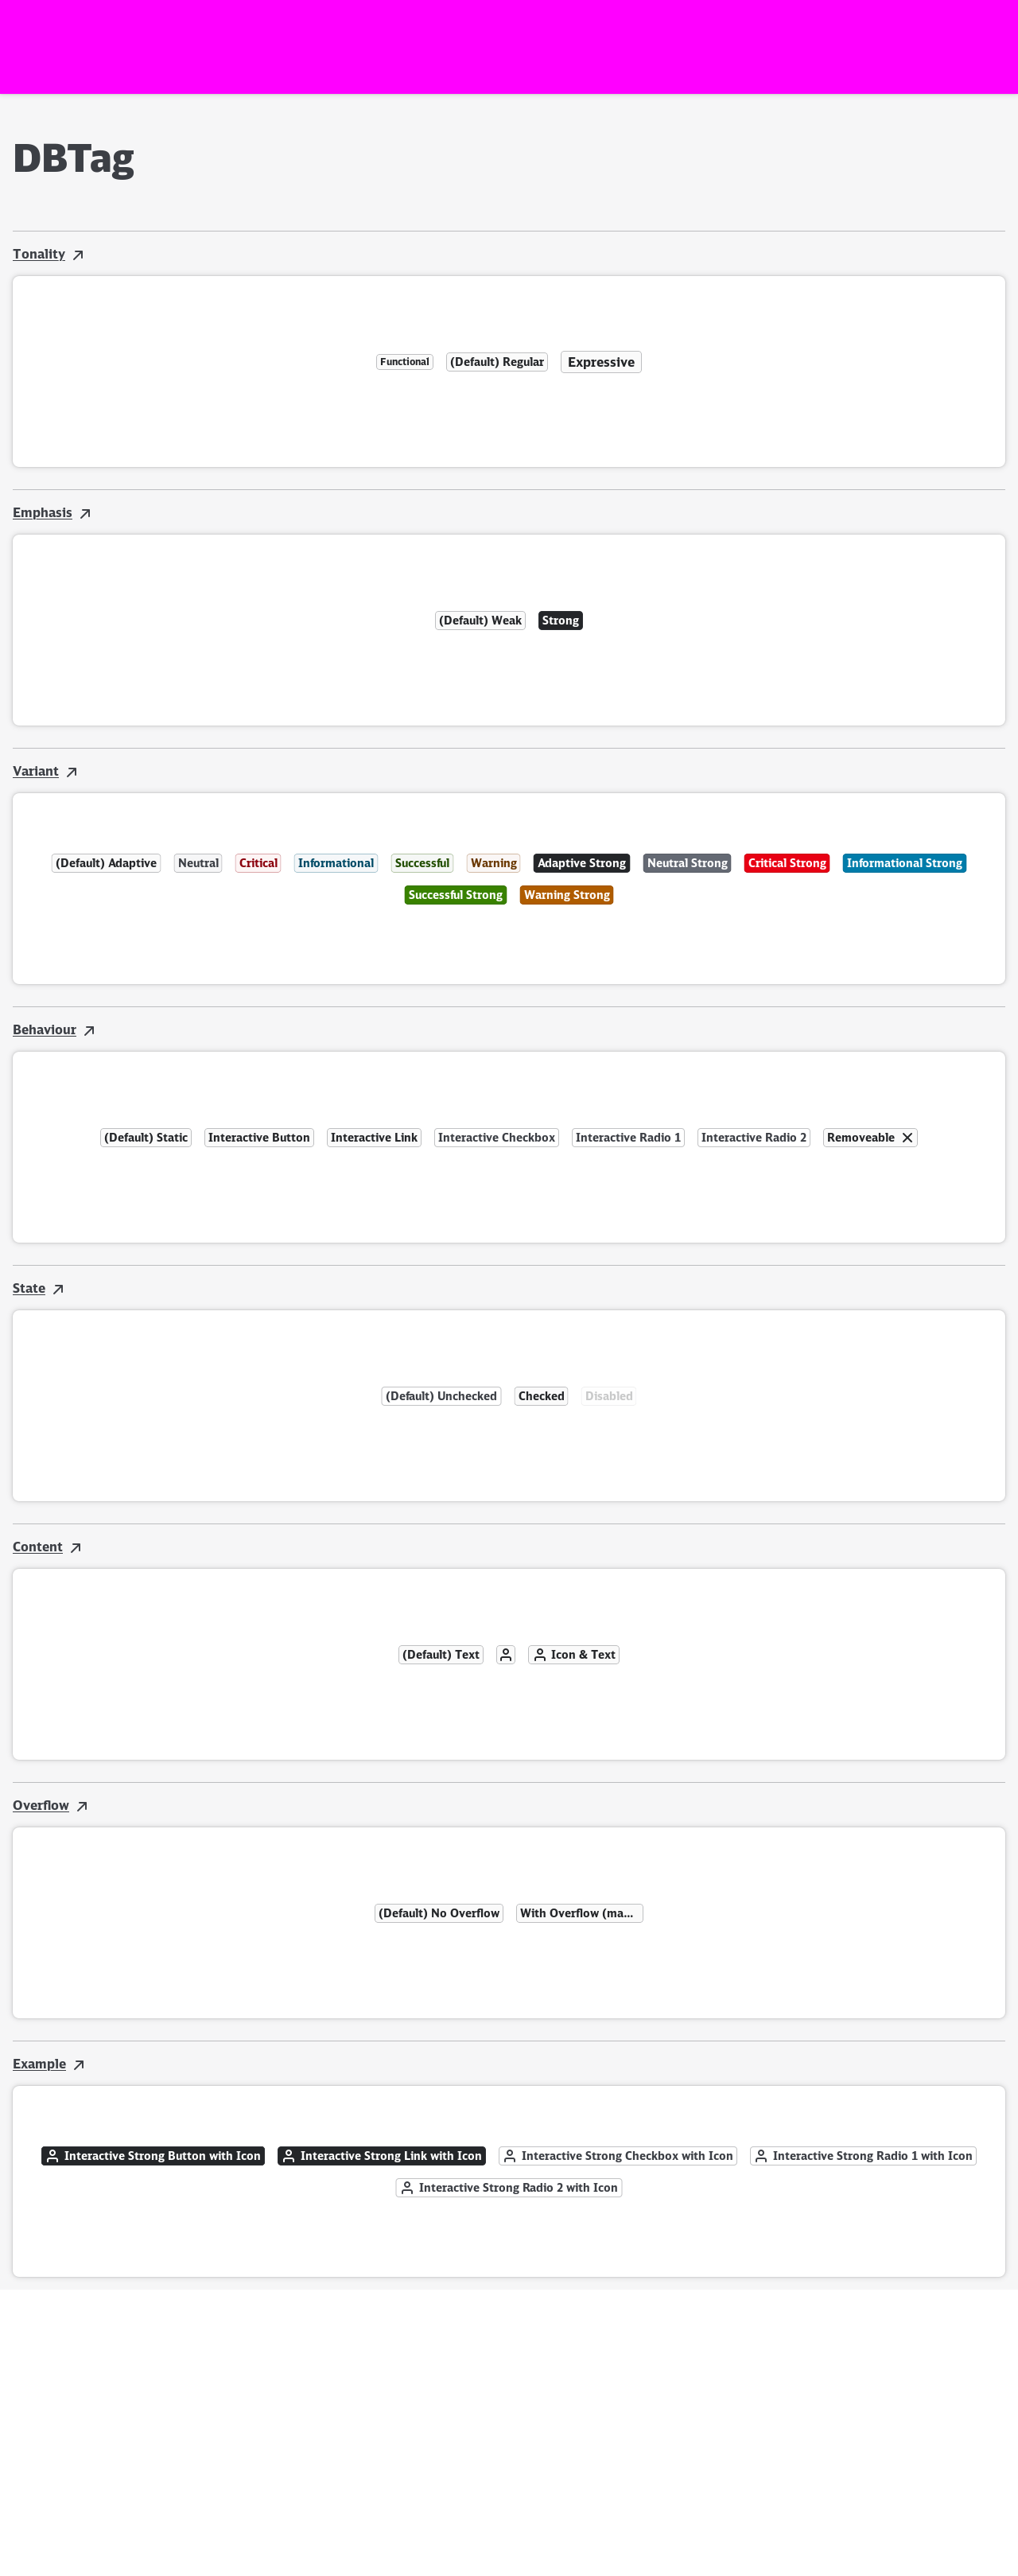 DBTag
Tonality
Functional (Default) Regular Expressive
Emphasis
(Default) Weak Strong
Variant
(Default) Adaptive Neutral Critical Informational Successful Warning Adaptive Strong Neutral Strong Critical Strong Informational Strong
Successful Strong Warning Strong
Behaviour
(Default) Static Interactive Button Interactive Link Interactive Checkbox Interactive Radio 1 Interactive Radio 2 Removeable
State
(Default) Unchecked Checked Disabled
Content
(Default) Text Icon & Text
Overflow
(Default) No Overflow With Overflow (ma...
Example
Interactive Strong Button with Icon Interactive Strong Link with Icon Interactive Strong Checkbox with Icon Interactive Strong Radio 1 with Icon
Interactive Strong Radio 2 with Icon